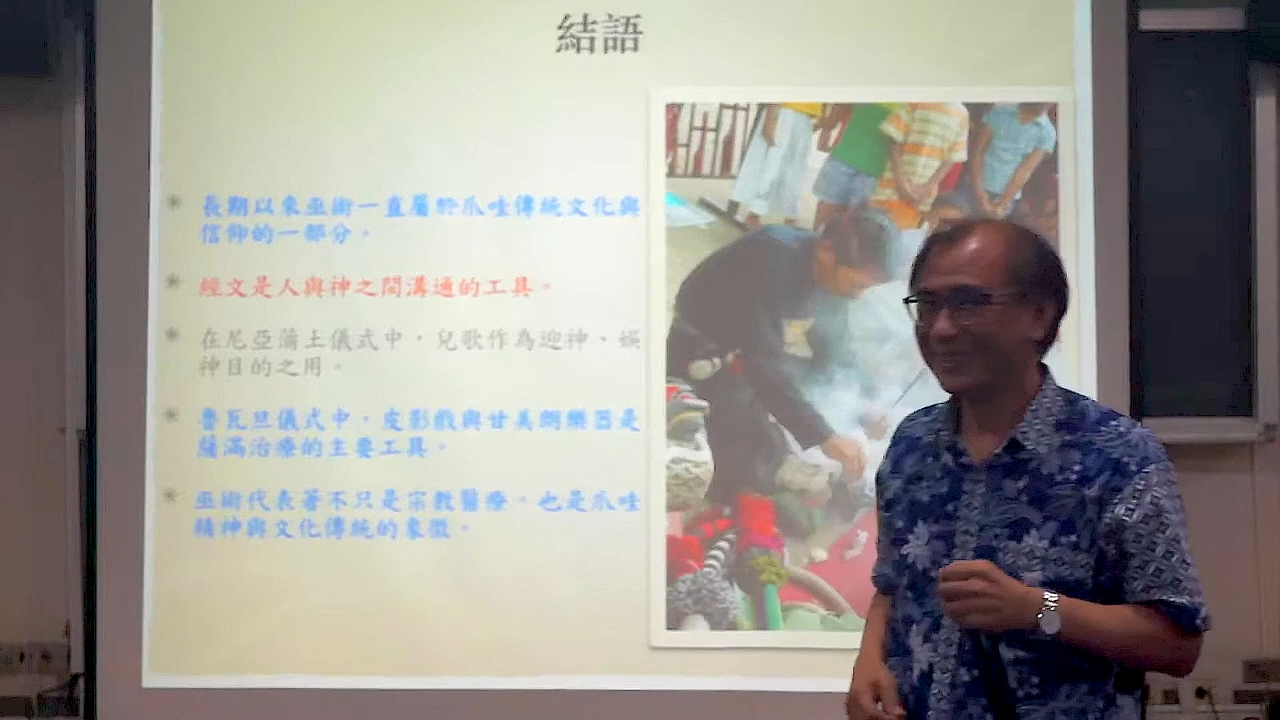 結語
長期以來巫術一直屬於爪哇傳統文化與
信仰的一部分。
經文是人與神之間溝通的工具。
在尼亞蒲土儀式中，兒歌作為迎神、娛
神目的之用。
魯瓦旦儀式中，皮影戲與甘美朗樂器是
薩滿治療的主要工具。
巫術代表著不只是宗教醫療，也是爪哇
精神與文化傳統的象徵。